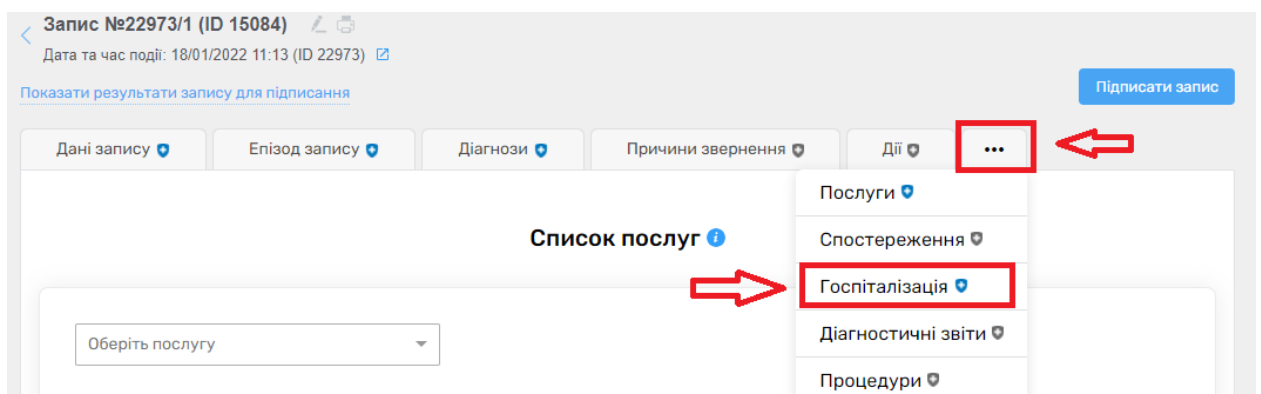 Запис №22973/1 (ID 15084)
Дата та час події: 18/01/2022 11:13 (ID 22973)
Показати результати запису для підписання
Підписати запис
Дані запису
Епізод запису
Діагнози
Причини звернення
Дії
•••
Послуги
Список послуг
Спостереження
Госпіталізація
Оберіть послугу
Діагностичні звіти
Процедури